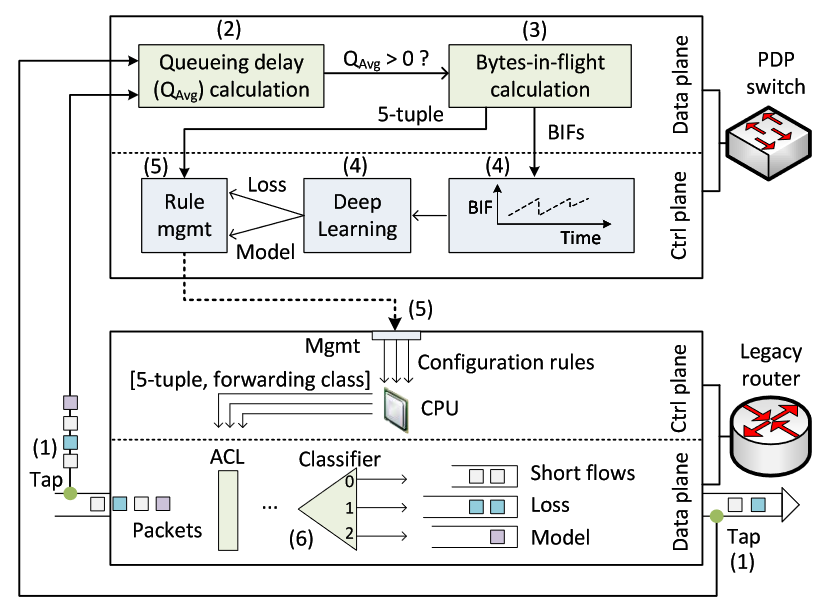 (2)
(3)
Queueing delay
(QAvg) calculation
QAvg > 0 ?
Bytes-in-flight
calculation
Data plane
PDP
switch
5-tuple
BIFs
(5)
(4)
(4)
Rule
mgmt
Loss
Model
Deep
Learning
BIF
Time
Ctrl plane
(5)
Mgmt
Configuration rules
[5-tuple, forwarding class]
CPU
Ctrl plane
Legacy
router
(1)
Tap
Packets
ACL
...
Classifier
0
1
2
(6)
Short flows
Loss
Model
Data plane
Tap
(1)